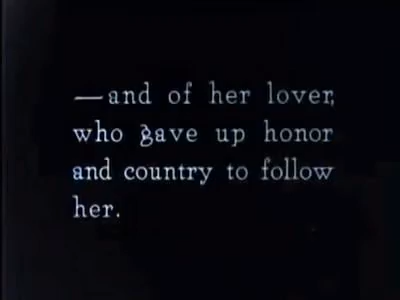 —and of her lover,
who gave up honor
and country to follow
her.